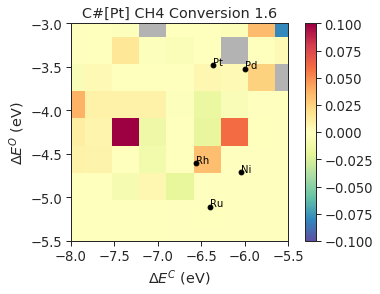 C#[Pt] CH4 Conversion 1.6
−3.0
−3.5
−4.0
−4.5
−5.0
−5.5
ΔE^O (eV)
Pt
Pd
Rh
Ni
Ru
−8.0 −7.5 −7.0 −6.5 −6.0 −5.5
ΔE^C (eV)
0.100
0.075
0.050
0.025
0.000
−0.025
−0.050
−0.075
−0.100